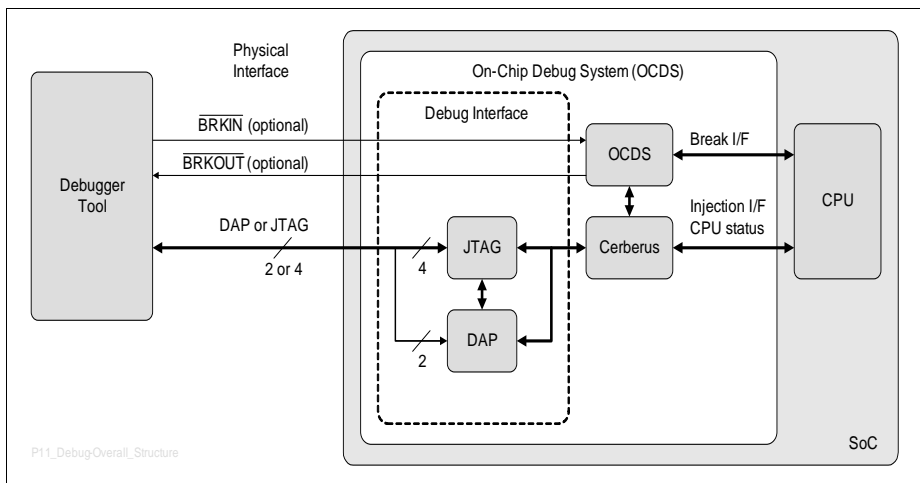 Physical
Interface
On-Chip Debug System (OCDS)
Debug Interface
BRKIN (optional)
BRKOUT (optional)
Debugger
Tool
DAP or JTAG
2 or 4
4
JTAG
2
DAP
OCDS
Break I/F
Cerberus
Injection I/F
CPU status
CPU
SoC
P11_Debug-Overall_Structure